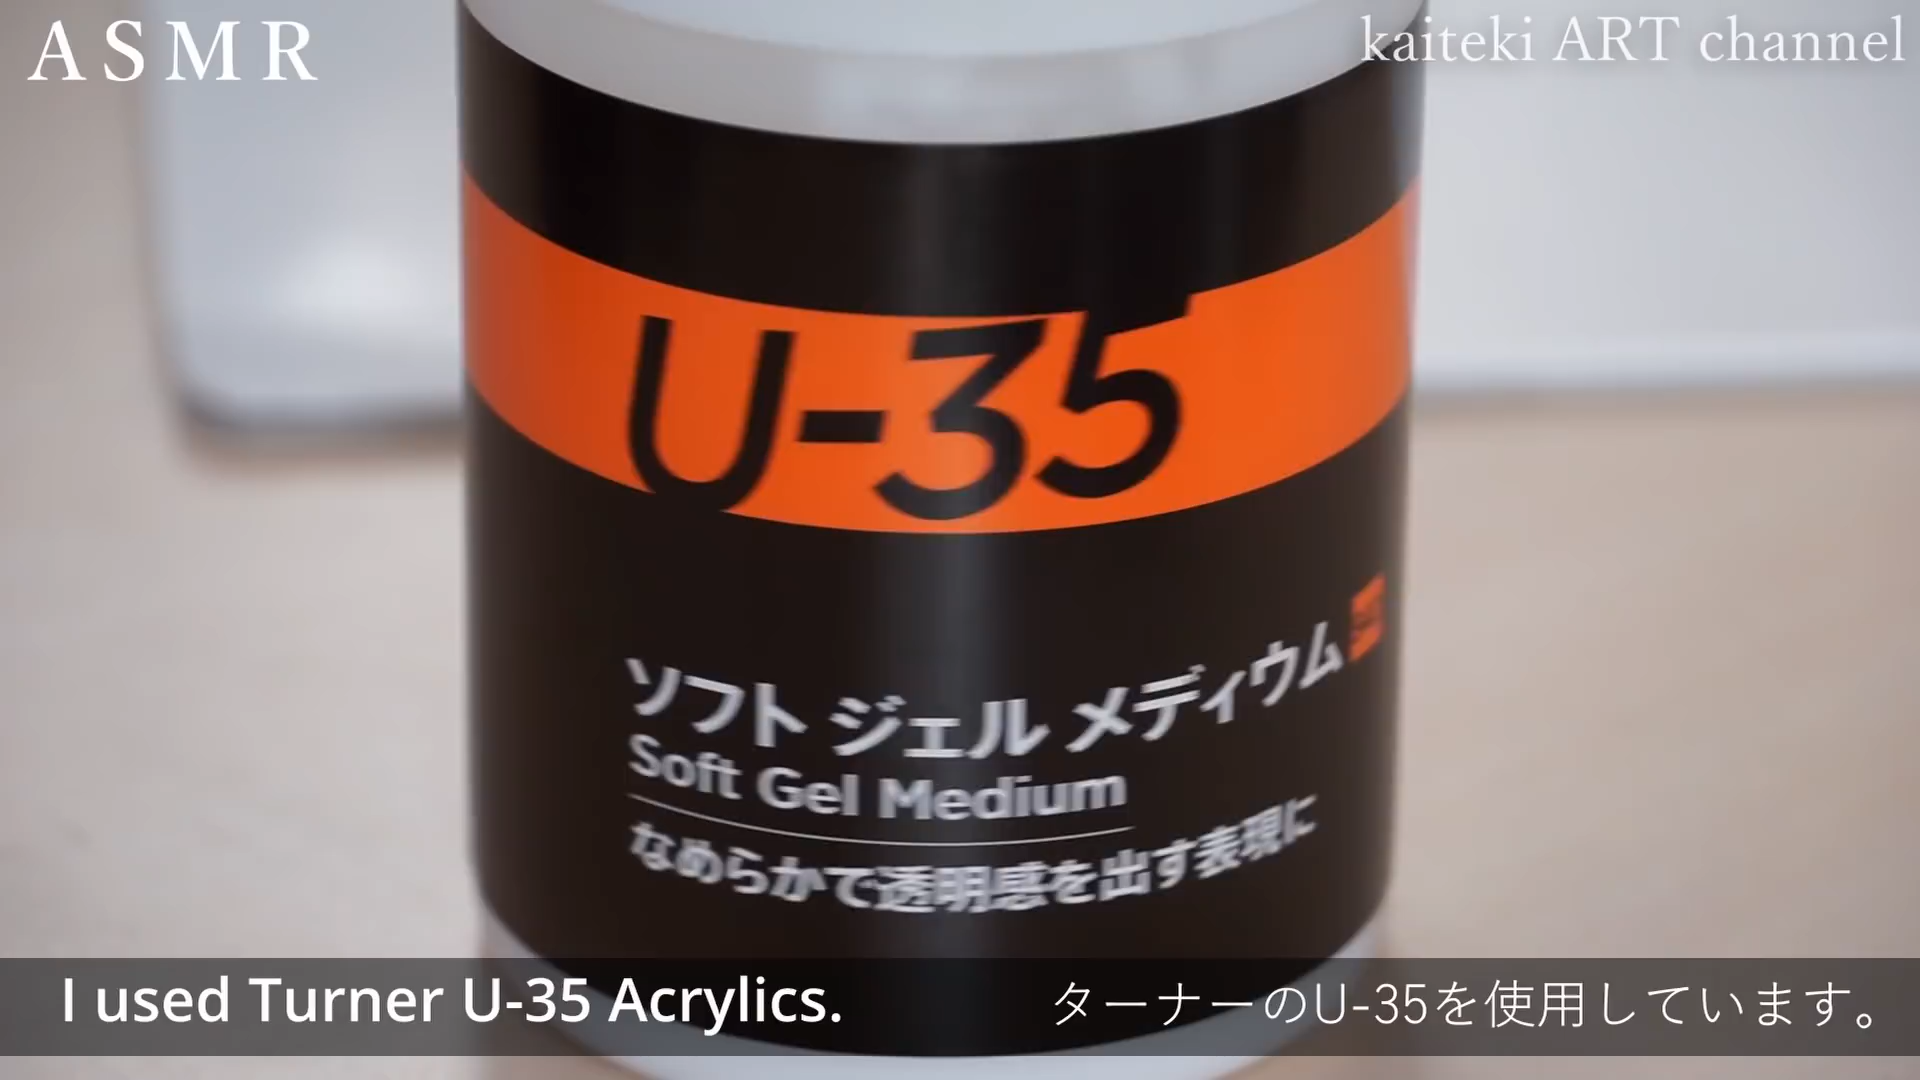 ASMR
kaiteki ART channel
U-35
ソフト ジェル メディウム
Soft Gel Medium
なめらかで透明感を出す表現に
I used Turner U-35 Acrylics.
ターナーのU-35を使用しています。